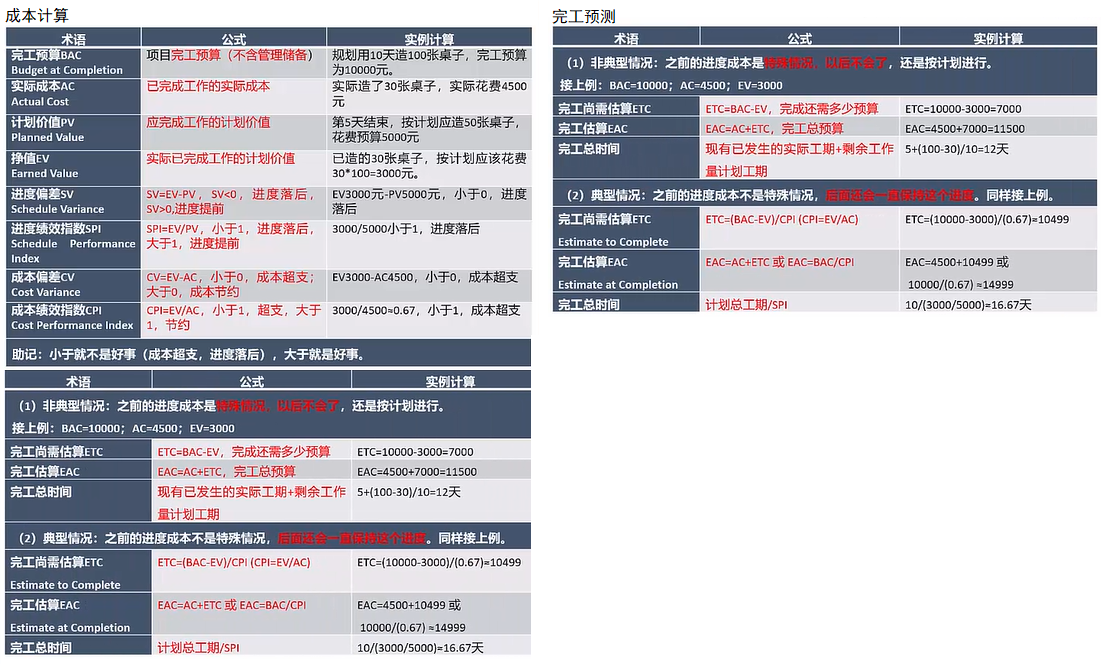 成本计算
术语 公式 实例计算
完工预算BAC
Budget at Completion
项目完工预算（不含管理储备）
规划用10天造100张桌子，完工预算
为10000元。
实际成本AC
Actual Cost
已完成工作的实际成本
实际造了30张桌子，实际花费4500
元
计划价值PV
Planned Value
应完成工作的计划价值
第5天结束，按计划应造50张桌子，
花费预算5000元
挣值EV
Earned Value
实际已完成工作的计划价值
已造的30张桌子，按计划应该花费
30*100=3000元。
进度偏差SV
Schedule Variance
SV=EV-PV，SV<0，进度落后，
SV>0,进度提前
EV3000元-PV5000元，小于0，进度
落后
进度绩效指数SPI
Schedule Performance
Index
SPI=EV/PV，小于1，进度落后，
大于1，进度提前
3000/5000小于1，进度落后
成本偏差CV
Cost Variance
CV=EV-AC，小于0，成本超支；
大于0，成本节约
EV3000-AC4500，小于0，成本超支
成本绩效指数CPI
Cost Performance Index
CPI=EV/AC，小于1，超支，大于
1，节约
3000/4500≈0.67，小于1，成本超支
助记：小于就不是好事（成本超支，进度落后），大于就是好事。
术语 公式 实例计算
（1）非典型情况：之前的进度成本是特殊情况，以后不会了，还是按计划进行。
接上例：BAC=10000；AC=4500；EV=3000
完工尚需估算ETC ETC=BAC-EV，完成还需多少预算 ETC=10000-3000=7000
完工估算EAC EAC=AC+ETC，完工总预算 EAC=4500+7000=11500
完工总时间 现有已发生的实际工期+剩余工作 5+(100-30)/10=12天
量计划工期
（2）典型情况：之前的进度成本不是特殊情况，后面还会一直保持这个进度。同样接上例。
完工尚需估算ETC ETC=(BAC-EV)/CPI (CPI=EV/AC) ETC=(10000-3000)/(0.67)≈10499
Estimate to Complete
完工估算EAC EAC=AC+ETC 或 EAC=BAC/CPI EAC=4500+10499 或
Estimate at Completion 10000/(0.67) ≈14999
完工总时间 计划总工期/SPI 10/(3000/5000)=16.67天
完工预测
术语 公式 实例计算
（1）非典型情况：之前的进度成本是特殊情况，以后不会了，还是按计划进行。
接上例：BAC=10000；AC=4500；EV=3000
完工尚需估算ETC ETC=BAC-EV，完成还需多少预算 ETC=10000-3000=7000
完工估算EAC EAC=AC+ETC，完工总预算 EAC=4500+7000=11500
完工总时间 现有已发生的实际工期+剩余工作 5+(100-30)/10=12天
量计划工期
（2）典型情况：之前的进度成本不是特殊情况，后面还会一直保持这个进度。同样接上例。
完工尚需估算ETC ETC=(BAC-EV)/CPI (CPI=EV/AC) ETC=(10000-3000)/(0.67)≈10499
Estimate to Complete
完工估算EAC EAC=AC+ETC 或 EAC=BAC/CPI EAC=4500+10499 或
Estimate at Completion 10000/(0.67) ≈14999
完工总时间 计划总工期/SPI 10/(3000/5000)=16.67天